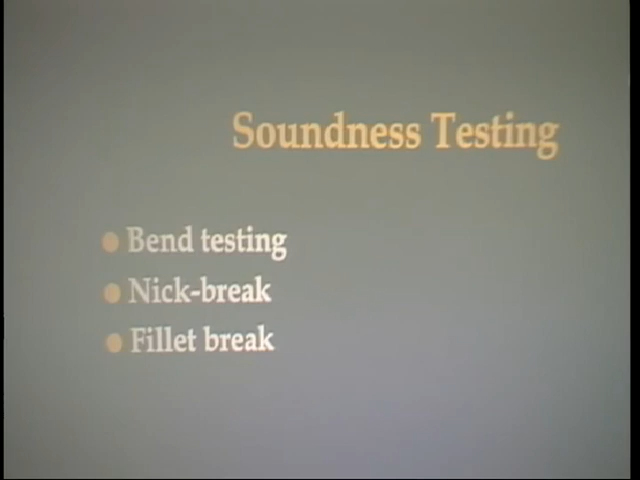 Soundness Testing
Bend testing
Nick-break
Fillet break